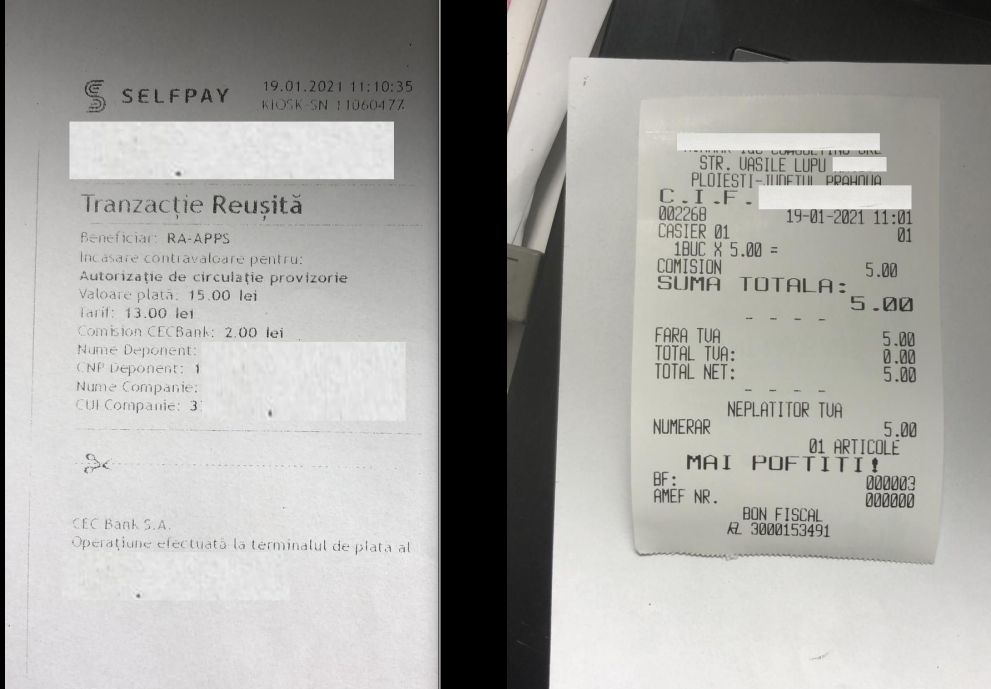 SELFPAY
19.01.2021 11:10:35
KIOSK-SN 11060477
Tranzacție Reușită
Beneficiar: RA-APPS
Incasare contravaloare pentru:
Autorizație de circulație provizorie
Valoare plată: 15.00 lei
Tarif: 13.00 lei
Comision CECBank: 2.00 lei
Nume Deponent:
CNP Deponent: 1
Nume Companie:
CUI Companie: 3
CEC Bank S.A.
Operațiune efectuată la terminalul de plată al
STR. VASILE LUPU
PLOIESTI-JUDETUL PRAHOVA
C.I.F.
002268 19-01-2021 11:01
CASIER 01 01
1BUC X 5.00 =
COMISION 5.00
SUMA TOTALA:
5.00
- - - -
FARA TVA 5.00
TOTAL TVA: 0.00
TOTAL NET: 5.00
- - - -
NEPLATITOR TVA
NUMERAR 5.00
01 ARTICOLE
MAI POFTITI!
BF: 000003
AMEF NR. 000000
BON FISCAL
3000153491